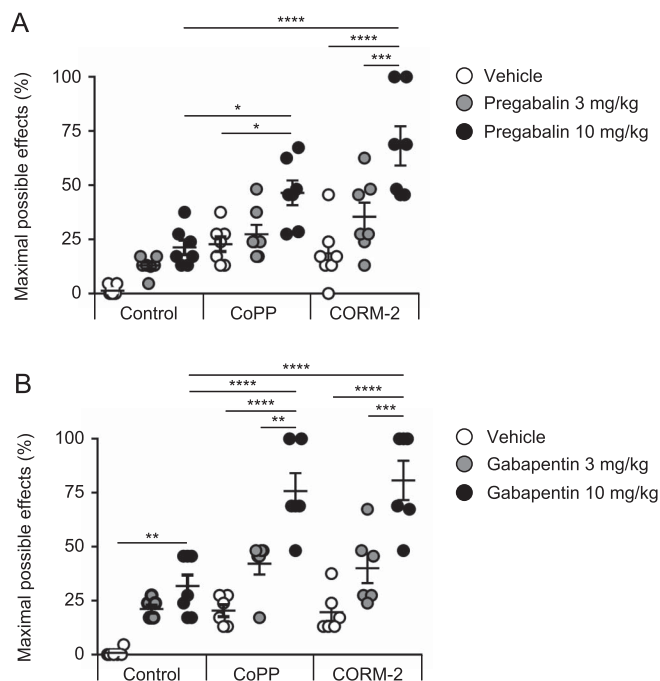 A
****
****
***
*
*
Maximal possible effects (%)
100
75
50
25
0
Control
CoPP
CORM-2
Vehicle
Pregabalin 3 mg/kg
Pregabalin 10 mg/kg
B
****
****
****
****
***
**
**
Maximal possible effects (%)
100
75
50
25
0
Control
CoPP
CORM-2
Vehicle
Gabapentin 3 mg/kg
Gabapentin 10 mg/kg